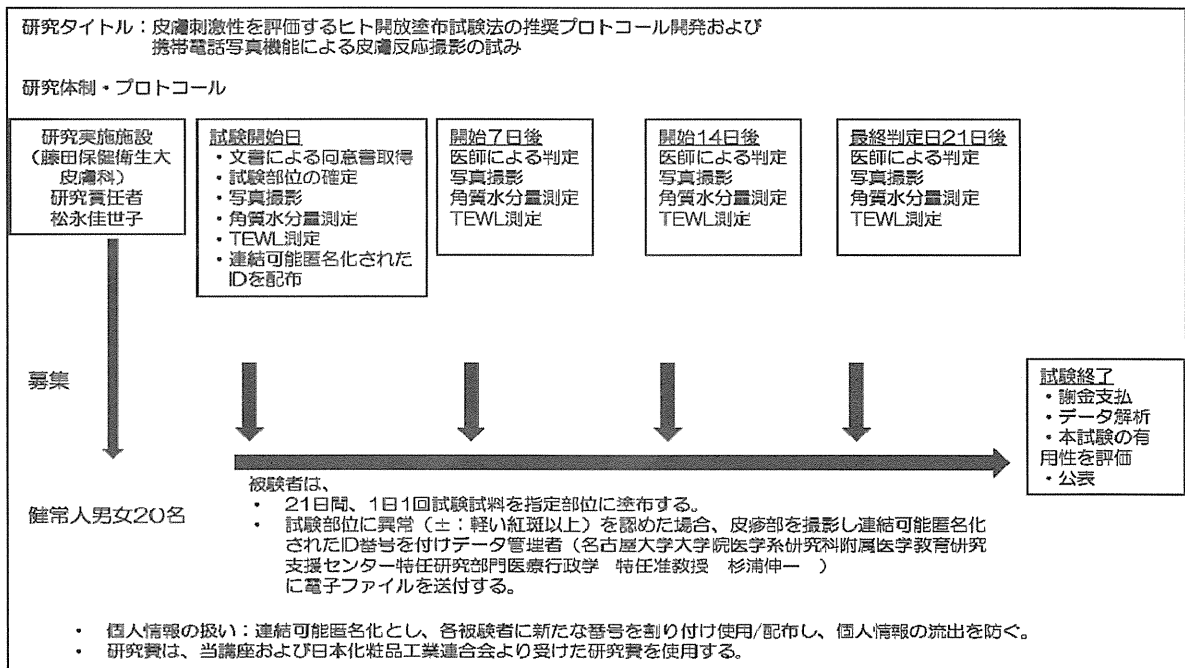 研究タイトル：皮膚刺激性を評価するヒト開放塗布試験法の推奨プロトコール開発および
携帯電話写真機能による皮膚反応撮影の試み
研究体制・プロトコール
研究実施施設
（藤田保健衛生大
皮膚科）
研究責任者
松永佳世子
試験開始日
・文書による同意書取得
・試験部位の確定
・写真撮影
・角質水分量測定
・TEWL測定
・連結可能匿名化された
IDを配布
開始7日後
医師による判定
写真撮影
角質水分量測定
TEWL測定
開始14日後
医師による判定
写真撮影
角質水分量測定
TEWL測定
最終判定日21日後
医師による判定
写真撮影
角質水分量測定
TEWL測定
募集
試験終了
・謝金支払
・データ解析
・本試験の有
用性を評価
・公表
健常人男女20名
被験者は、
・ 21日間、1日1回試験試料を指定部位に塗布する。
・ 試験部位に異常（±：軽い紅斑以上）を認めた場合、皮疹部を撮影し連結可能匿名化
されたID番号を付けデータ管理者（名古屋大学大学院医学系研究科附属医学教育研究
支援センター特任研究部門医療行政学 特任准教授 杉浦伸一 ）
に電子ファイルを送付する。
・ 個人情報の扱い：連結可能匿名化とし、各被験者に新たな番号を割り付け使用/配布し、個人情報の流出を防ぐ。
・ 研究費は、当講座および日本化粧品工業連合会より受けた研究費を使用する。